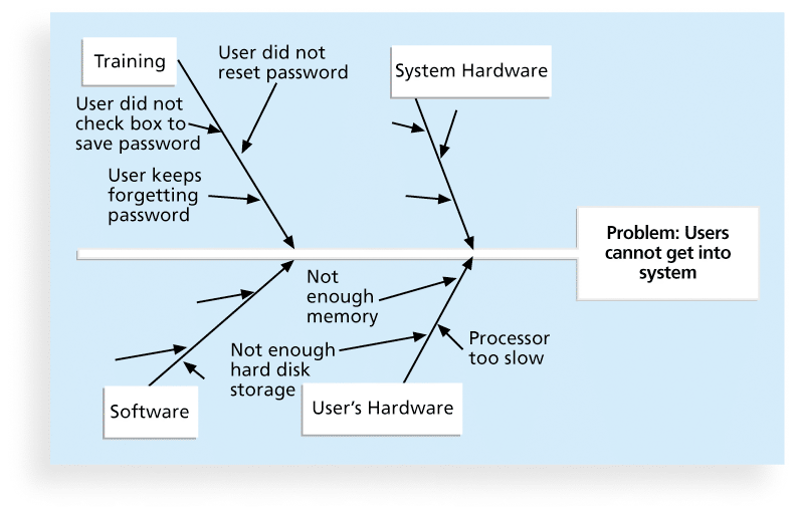 Training
User did not
reset password
System Hardware
User did not
check box to
save password
User keeps
forgetting
password
Problem: Users
cannot get into
system
Not
enough
memory
Processor
too slow
Not enough
hard disk
storage
Software
User’s Hardware